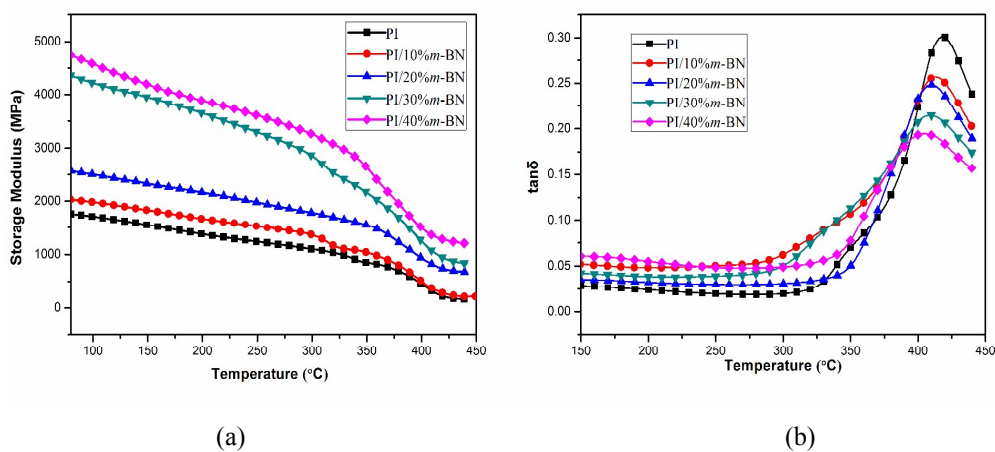 PI
PI/10%m-BN
PI/20%m-BN
PI/30%m-BN
PI/40%m-BN
5000
4000
3000
2000
1000
0
Storage Modulus (MPa)
100 150 200 250 300 350 400 450
Temperature (°C)
(a)
PI
PI/10%m-BN
PI/20%m-BN
PI/30%m-BN
PI/40%m-BN
0.30
0.25
0.20
0.15
0.10
0.05
0.00
tanδ
150 200 250 300 350 400 450
Temperature (°C)
(b)